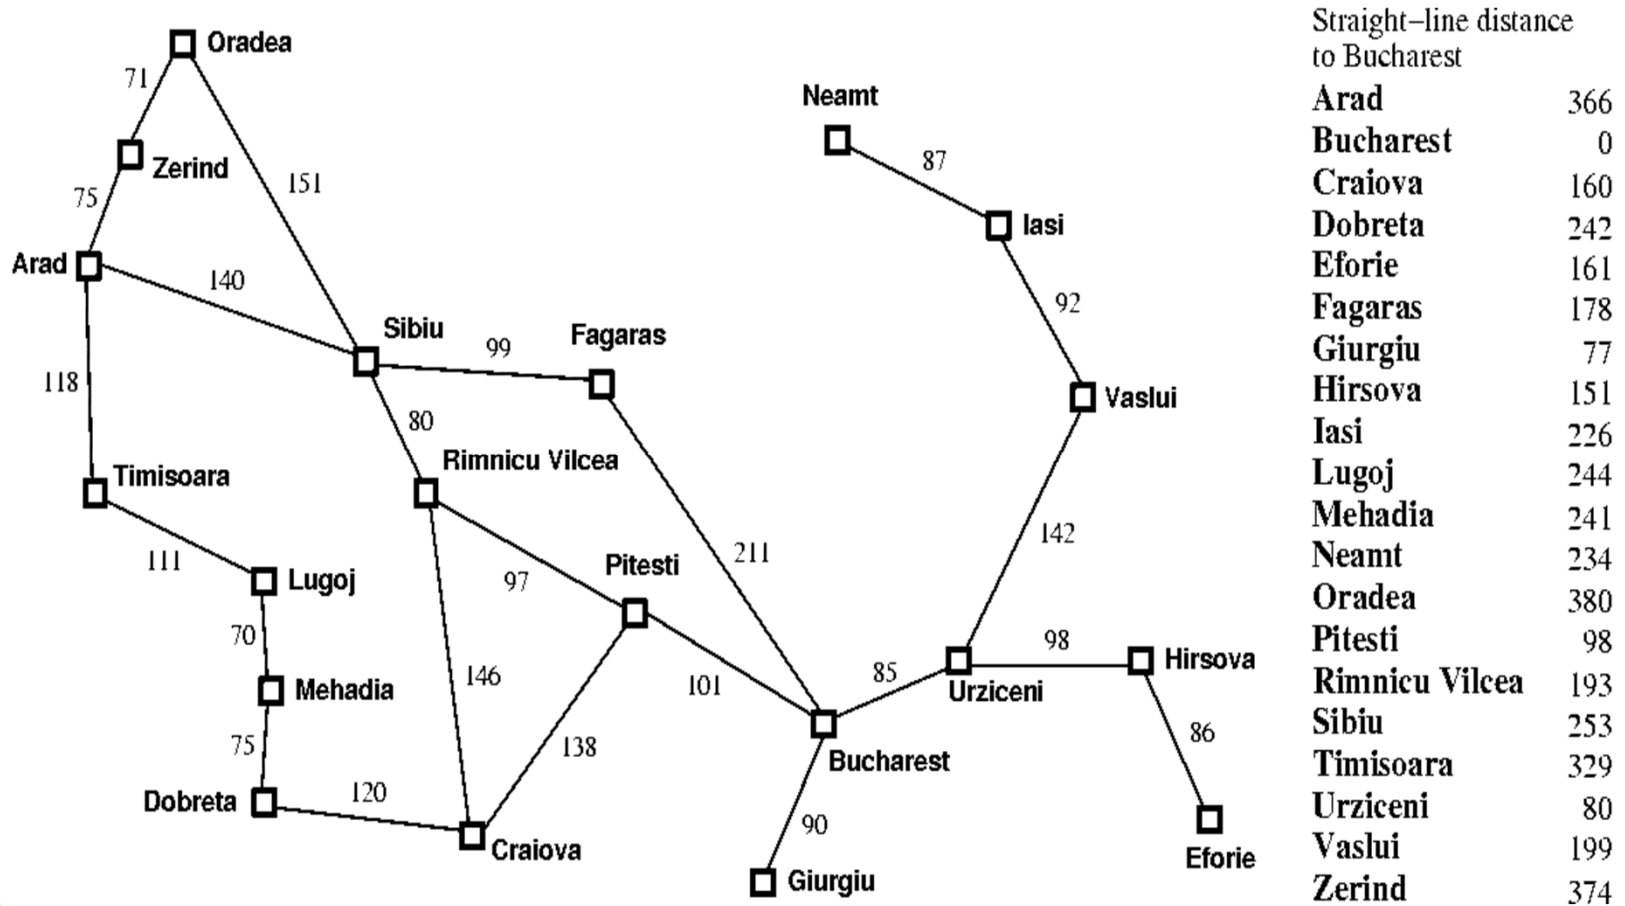 Oradea
71
Zerind
151
75
Arad
140
Sibiu
99
Fagaras
118
80
Timisoara
Rimnicu Vilcea
111
Lugoj
70
Mehadia
75
Dobreta
120
Craiova
146
97
Pitesti
138
101
211
Bucharest
90
Giurgiu
85
Urziceni
98
Hirsova
86
Eforie
142
Vaslui
92
Iasi
87
Neamt
Straight–line distance
to Bucharest
Arad 366
Bucharest 0
Craiova 160
Dobreta 242
Eforie 161
Fagaras 178
Giurgiu 77
Hirsova 151
Iasi 226
Lugoj 244
Mehadia 241
Neamt 234
Oradea 380
Pitesti 98
Rimnicu Vilcea 193
Sibiu 253
Timisoara 329
Urziceni 80
Vaslui 199
Zerind 374